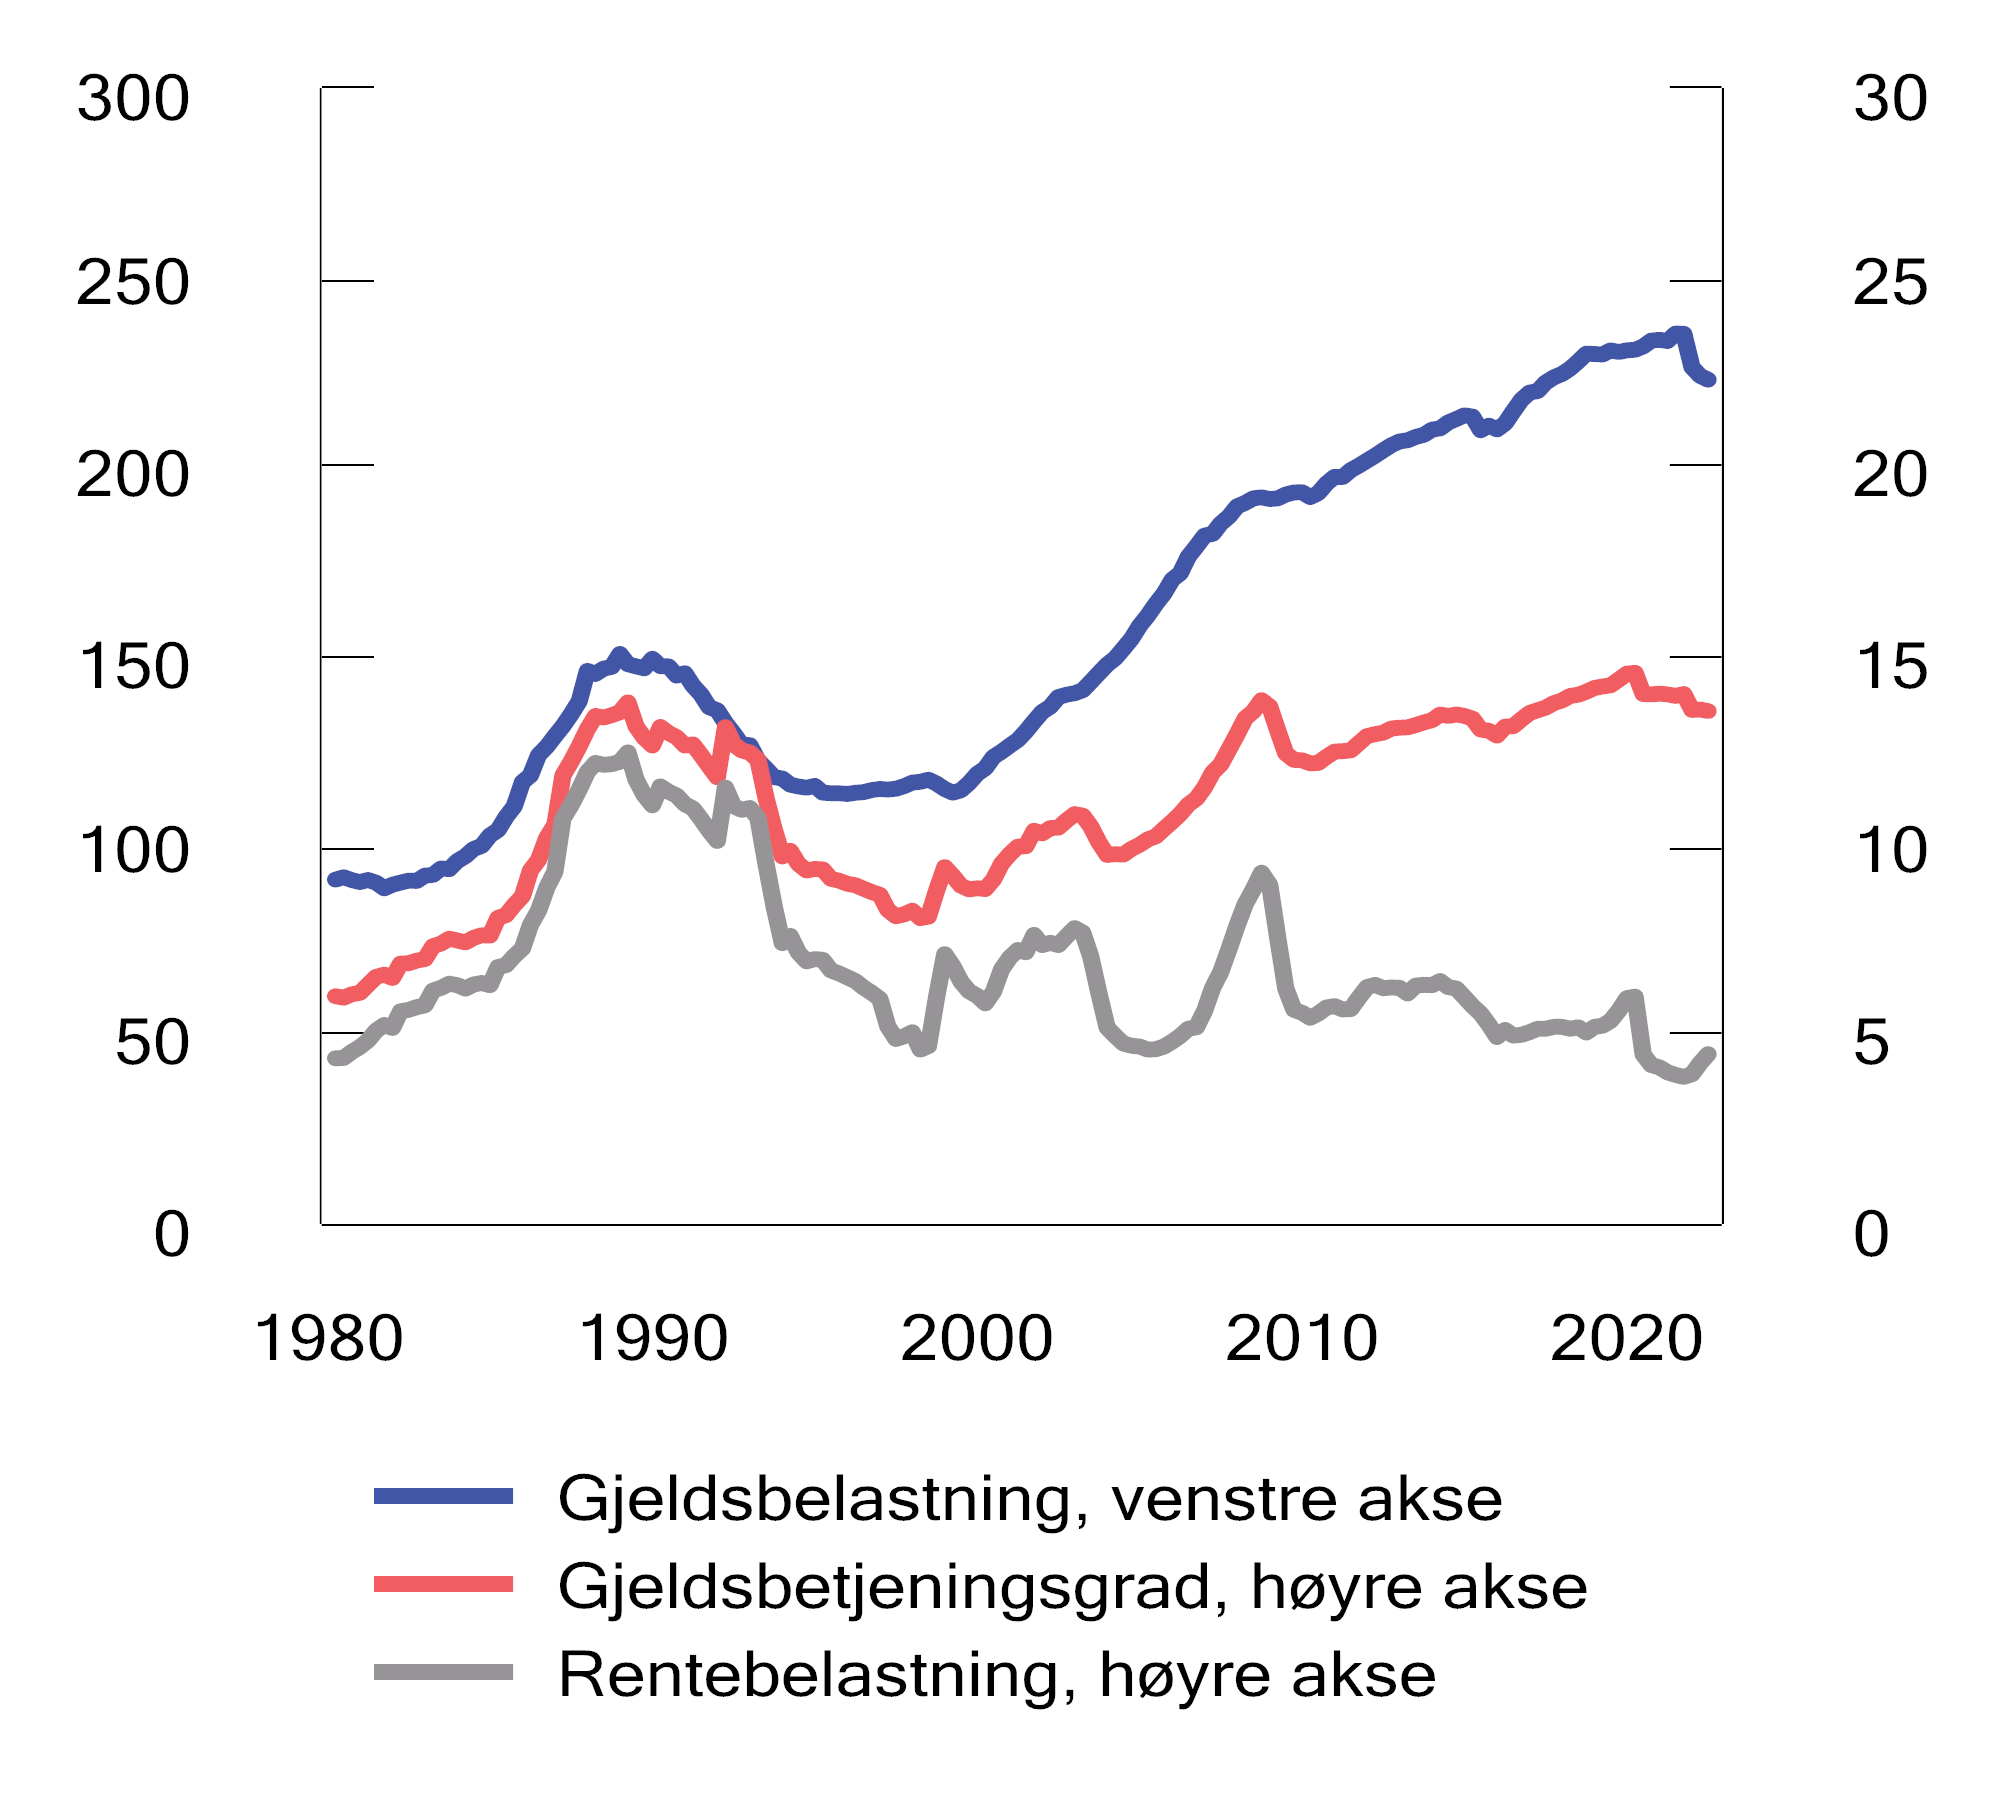 300 30
250 25
200 20
150 15
100 10
50 5
0 0
1980 1990 2000 2010 2020
Gjeldsbelastning, venstre akse
Gjeldsbetjeningsgrad, høyre akse
Rentebelastning, høyre akse